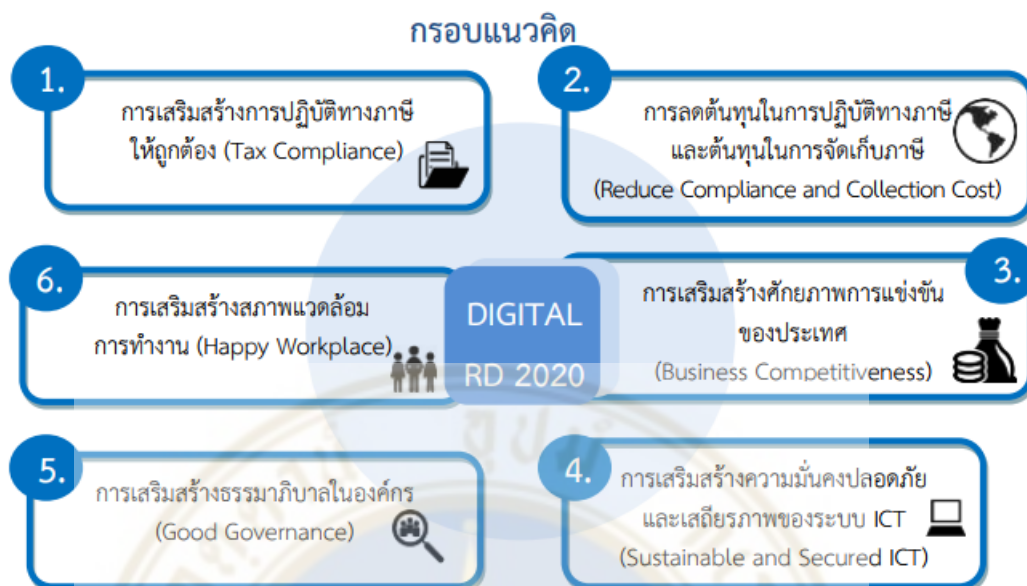 กรอบแนวคิด
1.
การเสริมสร้างการปฏิบัติทางภาษี
ให้ถูกต้อง (Tax Compliance)
2.
การลดต้นทุนในการปฏิบัติทางภาษี
และต้นทุนในการจัดเก็บภาษี
(Reduce Compliance and Collection Cost)
3.
การเสริมสร้างศักยภาพการแข่งขัน
ของประเทศ
(Business Competitiveness)
DIGITAL
RD 2020
4.
การเสริมสร้างความมั่นคงปลอดภัย
และเสถียรภาพของระบบ ICT
(Sustainable and Secured ICT)
5.
การเสริมสร้างธรรมาภิบาลในองค์กร
(Good Governance)
6.
การเสริมสร้างสภาพแวดล้อม
การทำงาน (Happy Workplace)